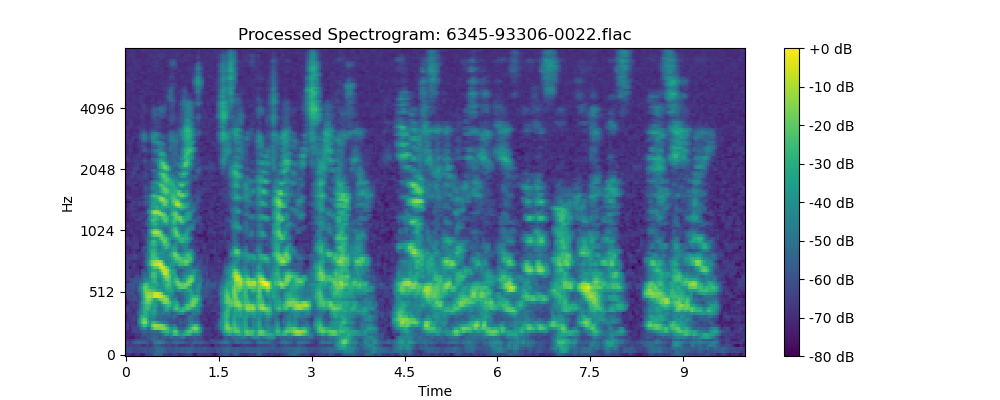 Processed Spectrogram: 6345-93306-0022.flac
Hz
4096
2048
1024
512
0
0 1.5 3 4.5 6 7.5 9
Time
+0 dB
-10 dB
-20 dB
-30 dB
-40 dB
-50 dB
-60 dB
-70 dB
-80 dB